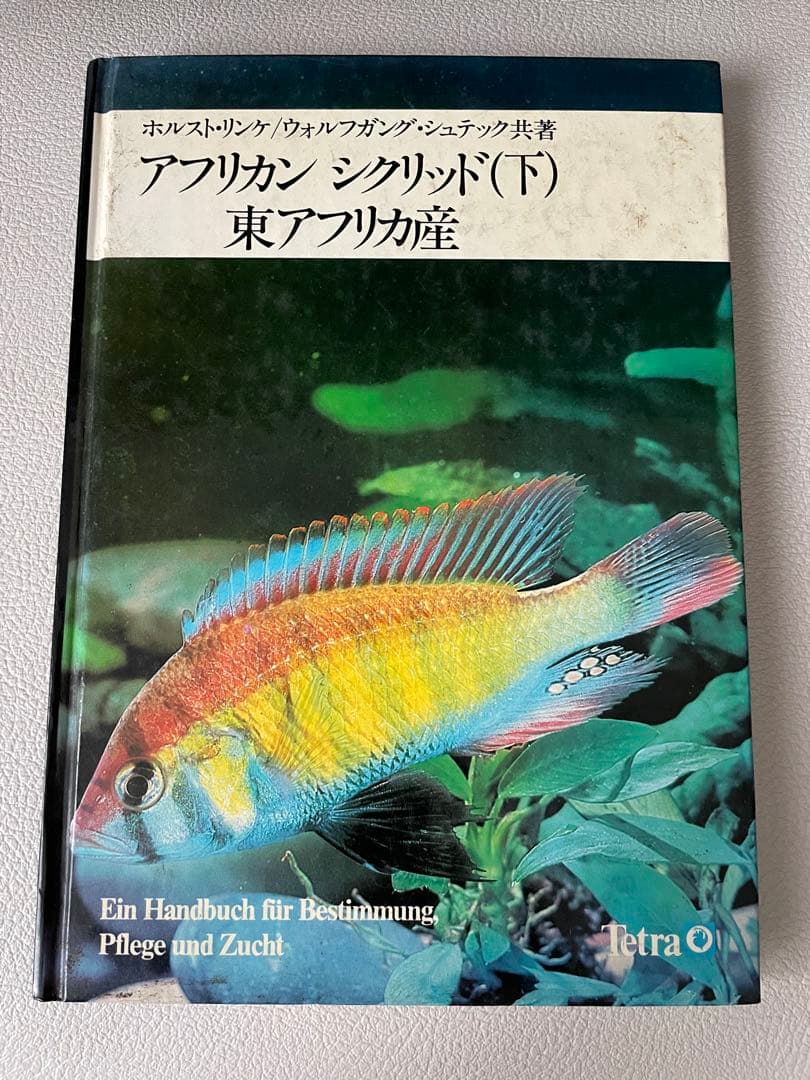 ホルスト・リンケ/ウォルフガング・シュテック共著
アフリカン シクリッド(下)
東アフリカ産
Ein Handbuch für Bestimmung,
Pflege und Zucht
Tetra